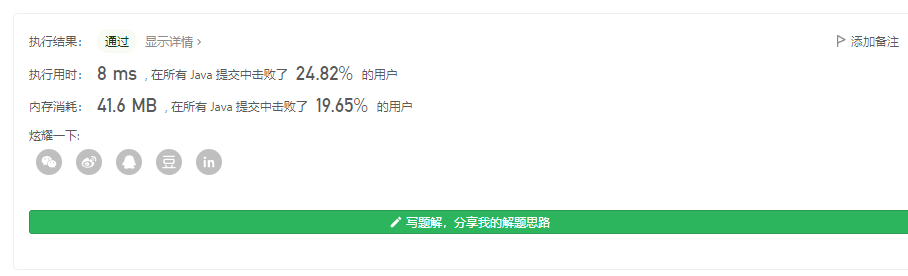 执行结果： 通过 显示详情 > 添加备注
执行用时： 8 ms , 在所有 Java 提交中击败了 24.82% 的用户
内存消耗： 41.6 MB , 在所有 Java 提交中击败了 19.65% 的用户
炫耀一下:
豆 in
写题解，分享我的解题思路